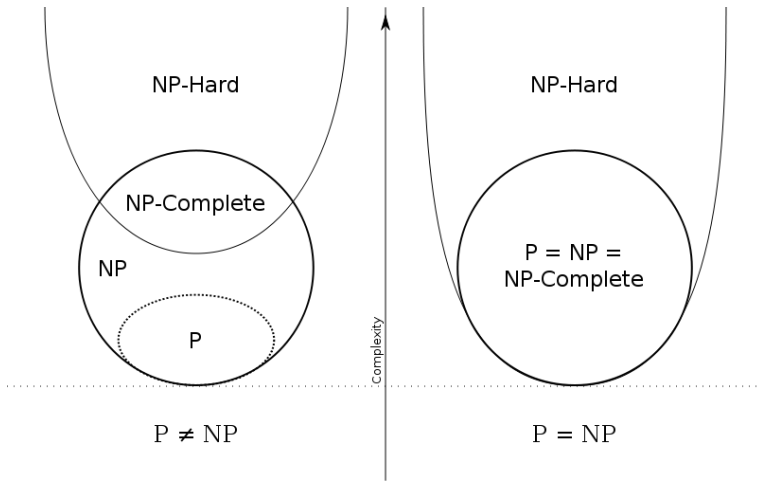 NP-Hard
NP-Complete
NP
P
P ≠ NP
Complexity
NP-Hard
P = NP =
NP-Complete
P = NP